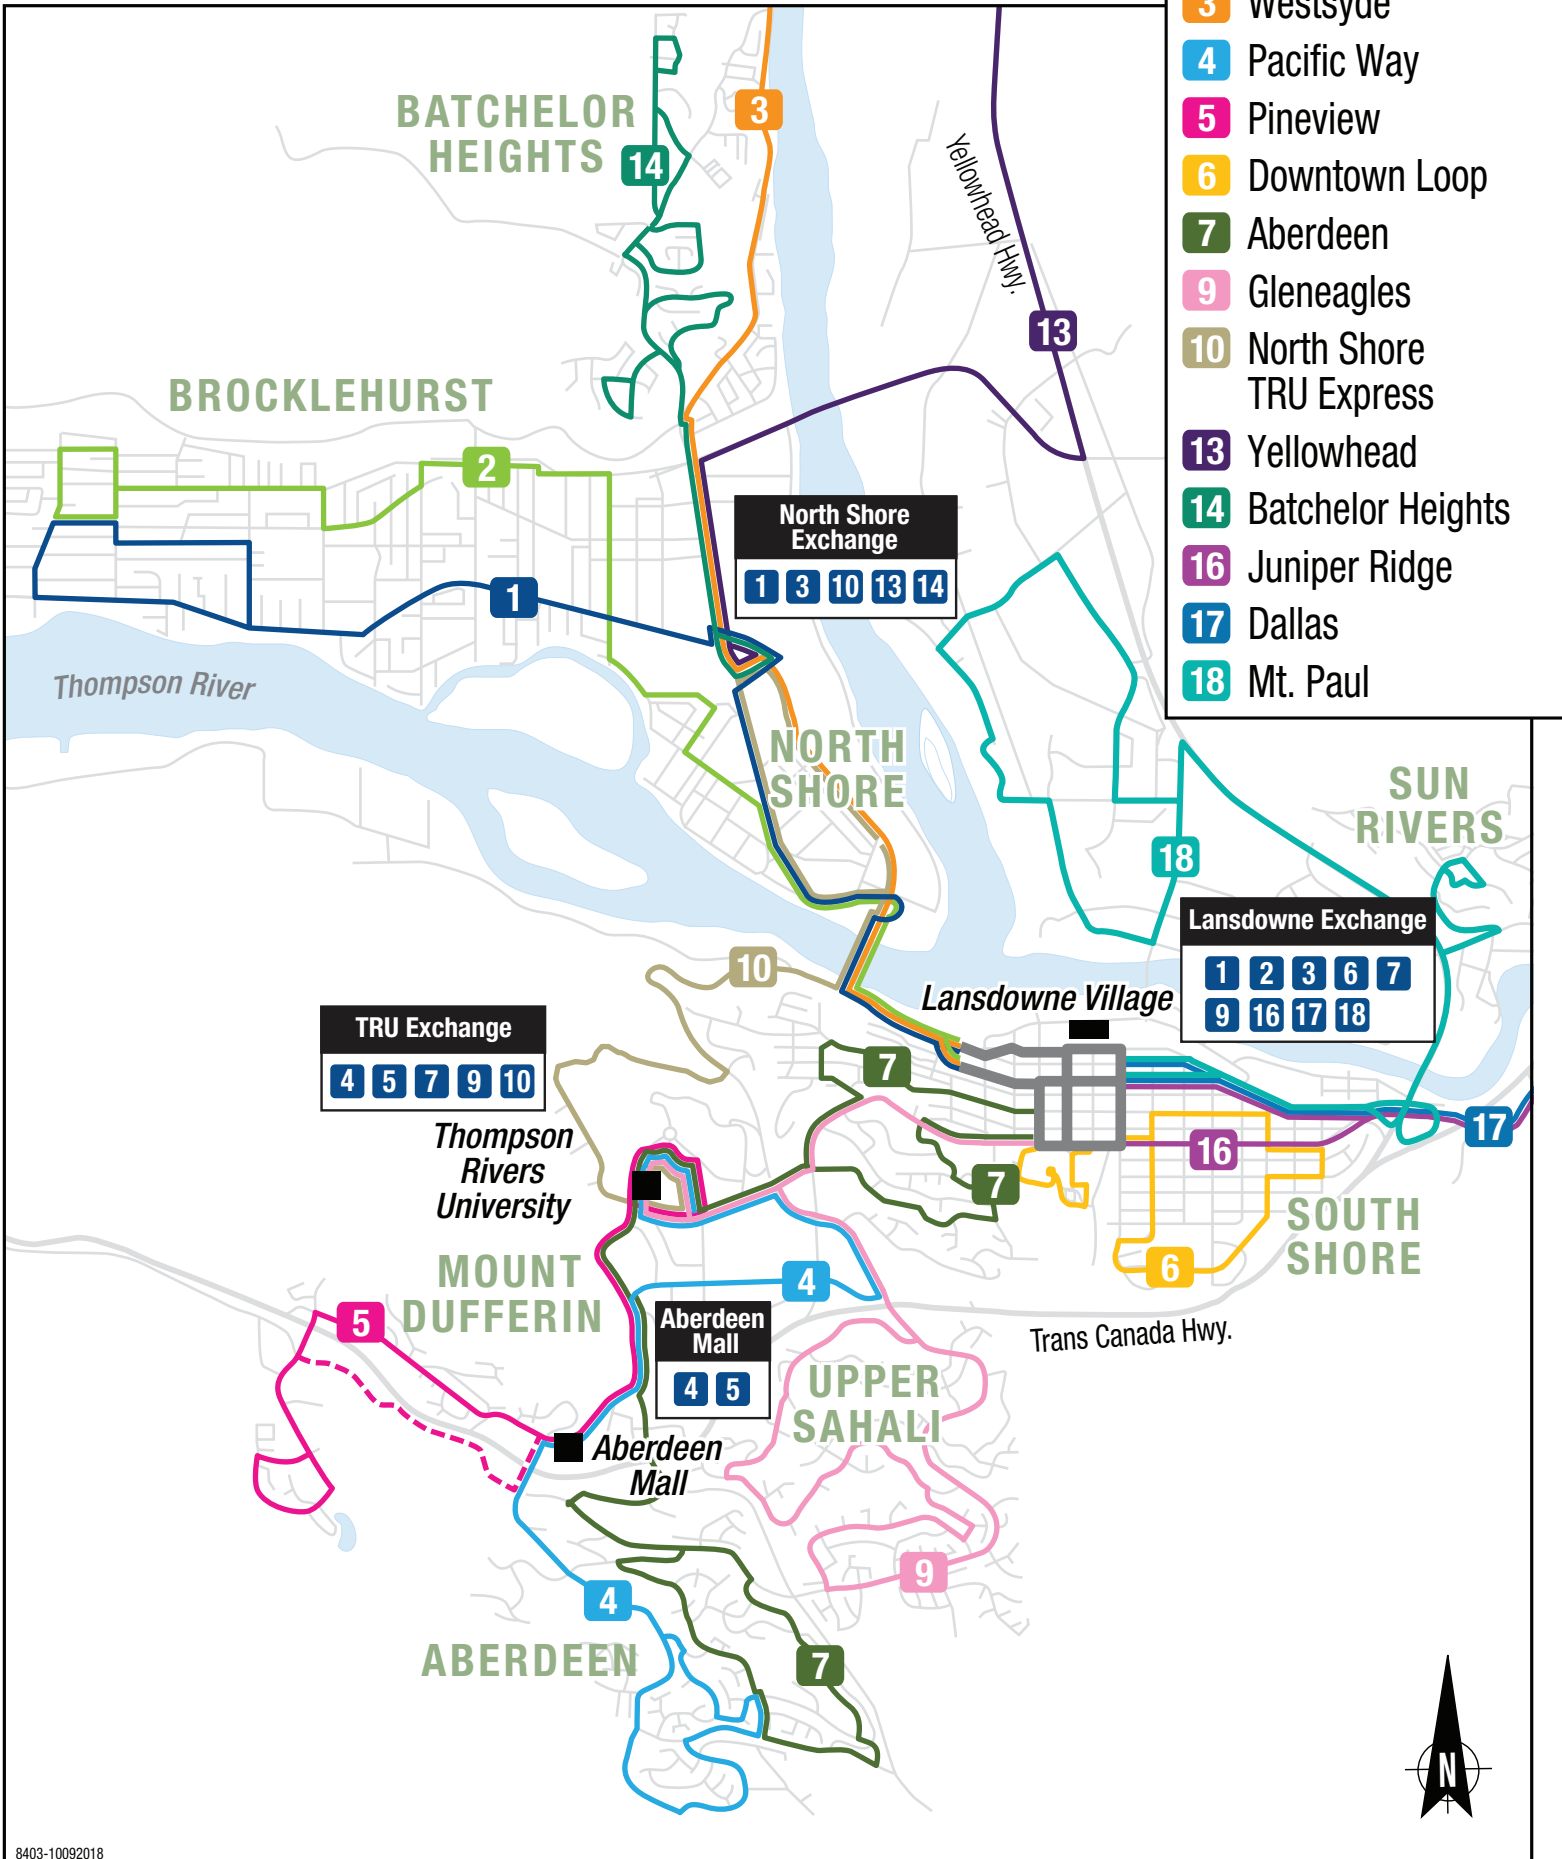 3 Westsyde
4 Pacific Way
5 Pineview
6 Downtown Loop
7 Aberdeen
9 Gleneagles
10 North Shore
TRU Express
13 Yellowhead
14 Batchelor Heights
16 Juniper Ridge
17 Dallas
18 Mt. Paul
BATCHELOR
HEIGHTS
3
14
Yellowhead Hwy.
13
BROCKLEHURST
2
North Shore
Exchange
1 3 10 13 14
1
Thompson River
NORTH
SHORE
SUN
RIVERS
18
Lansdowne Exchange
1 2 3 6 7
9 16 17 18
10
Lansdowne Village
TRU Exchange
4 5 7 9 10
7
17
Thompson
Rivers
University
16
7
SOUTH
SHORE
6
MOUNT
DUFFERIN
4
5
Aberdeen
Mall
4 5
Trans Canada Hwy.
UPPER
SAHALI
Aberdeen
Mall
9
4
ABERDEEN
7
N
8403-10092018